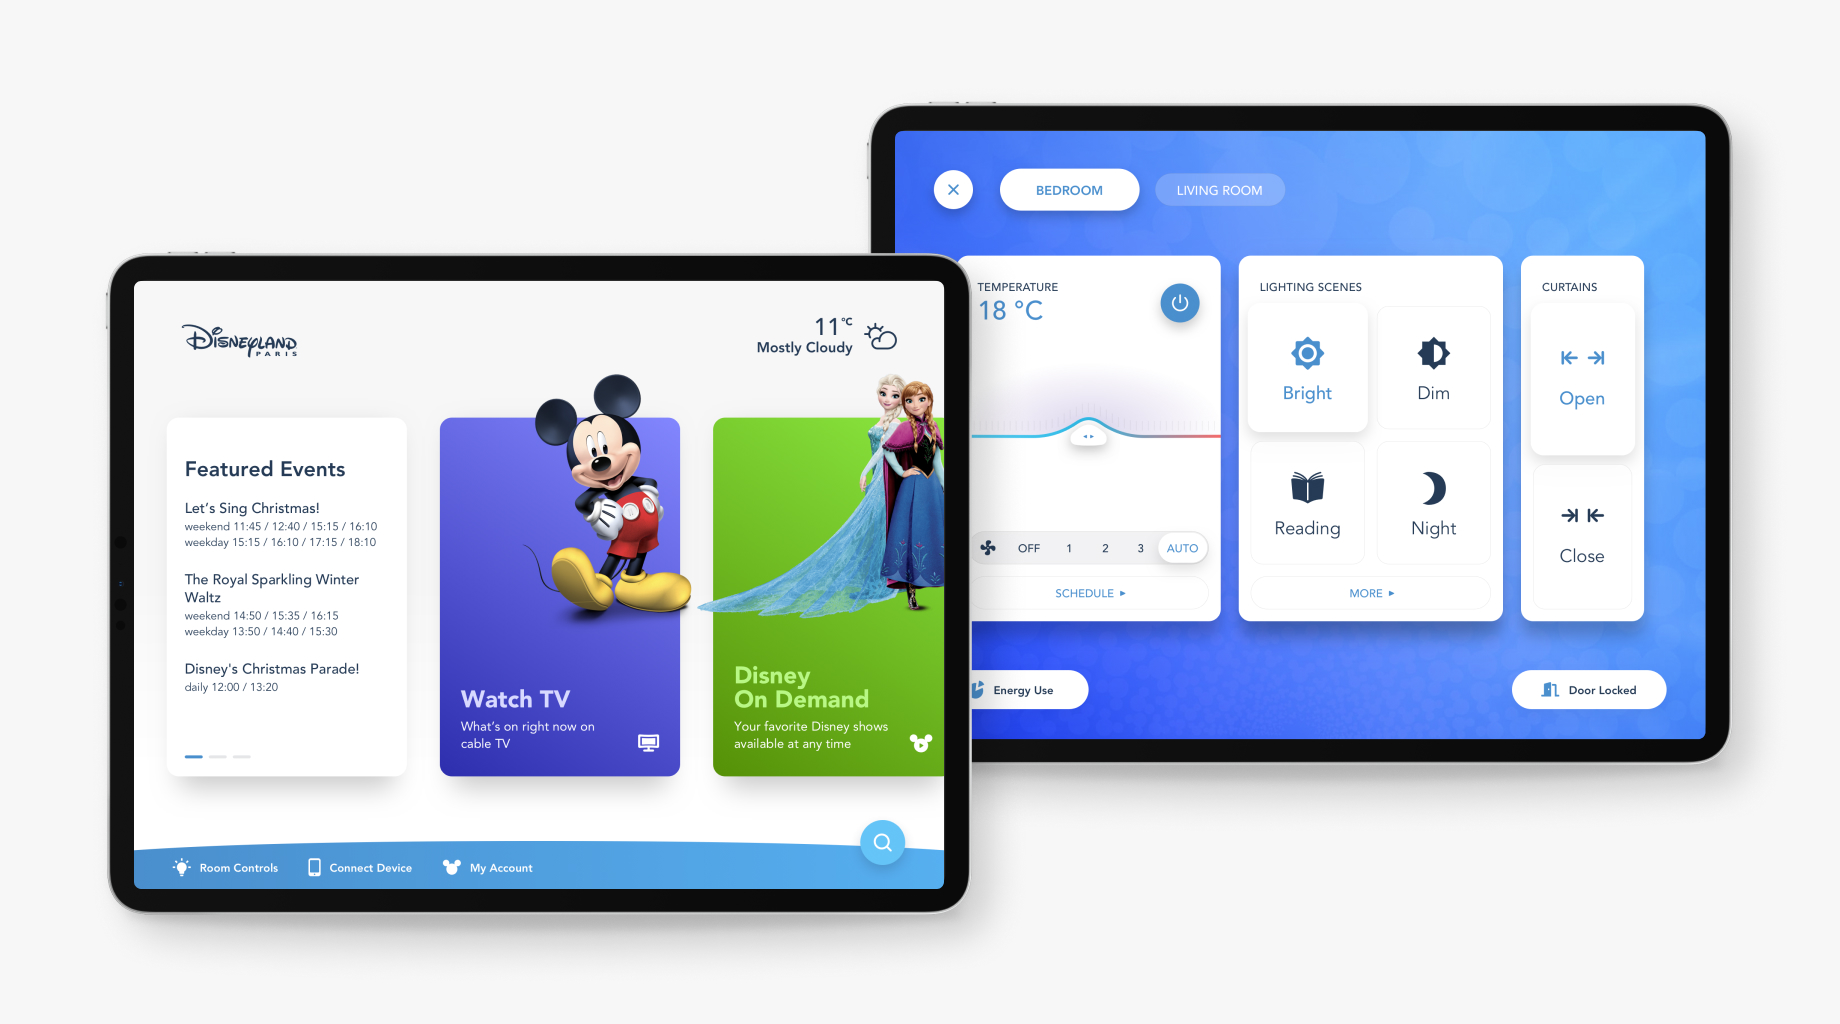 DISNEYLAND
PARIS
11°C
Mostly Cloudy
Featured Events
Let's Sing Christmas!
weekend 11:45 / 12:40 / 15:15 / 16:10
weekday 15:15 / 16:10 / 17:15 / 18:10
The Royal Sparkling Winter
Waltz
weekend 14:50 / 15:35 / 16:15
weekday 13:50 / 14:40 / 15:30
Disney's Christmas Parade!
daily 12:00 / 13:20
Watch TV
What's on right now on
cable TV
Disney
On Demand
Your favorite Disney shows
available at any time
Room Controls
Connect Device
My Account
BEDROOM
LIVING ROOM
TEMPERATURE
18 °C
OFF 1 2 3 AUTO
SCHEDULE
LIGHTING SCENES
Bright
Dim
Reading
Night
MORE
CURTAINS
Open
Close
Energy Use
Door Locked